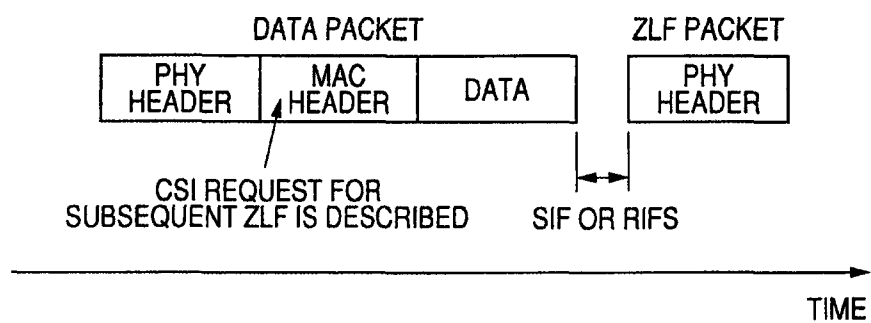 DATA PACKET
ZLF PACKET
PHY
HEADER
MAC
HEADER
DATA
PHY
HEADER
CSI REQUEST FOR
SUBSEQUENT ZLF IS DESCRIBED
SIF OR RIFS
TIME